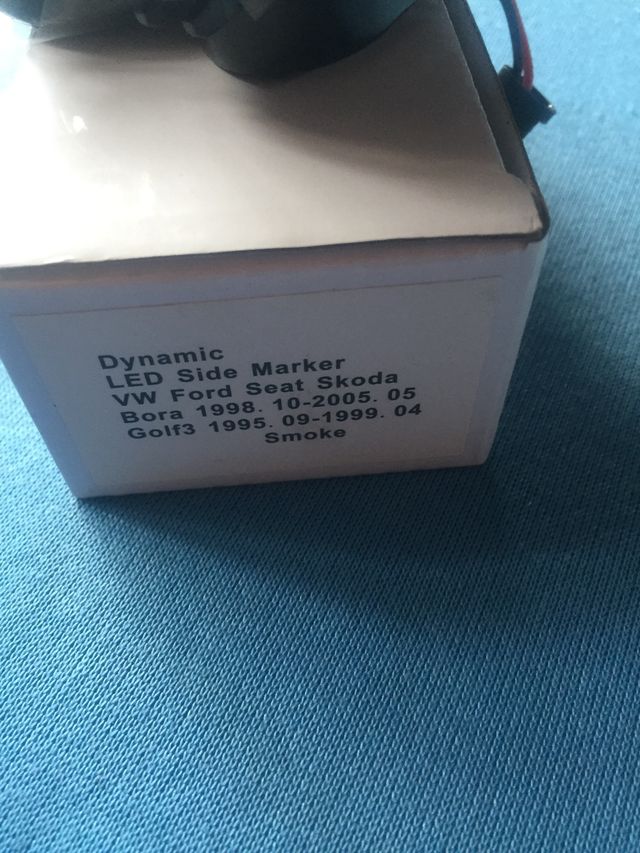 Dynamic
LED Side Marker
VW Ford Seat Skoda
Bora 1998. 10-2005. 05
Golf3 1995. 09-1999. 04
Smoke